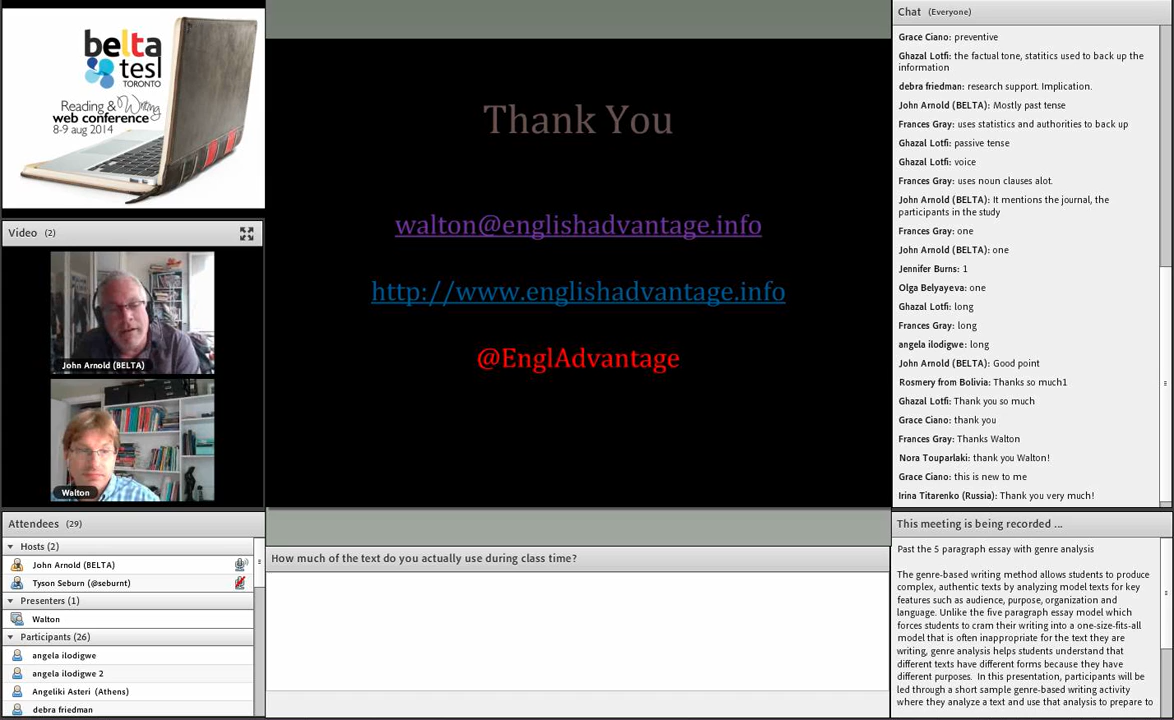 belta
tesl
TORONTO
Reading & Writing
web conference
8-9 aug 2014
Video (2)
John Arnold (BELTA)
Walton
Attendees (29)
Hosts (2)
John Arnold (BELTA)
Tyson Seburn (@seburnt)
Presenters (1)
Walton
Participants (26)
angela ilodigwe
angela ilodigwe 2
Angeliki Asteri (Athens)
debra friedman
Thank You
walton@englishadvantage.info
http://www.englishadvantage.info
@EnglAdvantage
How much of the text do you actually use during class time?
Chat (Everyone)
Grace Ciano: preventive
Ghazal Lotfi: the factual tone, statitics used to back up the
information
debra friedman: research support. Implication.
John Arnold (BELTA): Mostly past tense
Frances Gray: uses statistics and authorities to back up
Ghazal Lotfi: passive tense
Ghazal Lotfi: voice
Frances Gray: uses noun clauses alot.
John Arnold (BELTA): It mentions the journal, the
participants in the study
Frances Gray: one
John Arnold (BELTA): one
Jennifer Burns: 1
Olga Belyayeva: one
Ghazal Lotfi: long
Frances Gray: long
angela ilodigwe: long
John Arnold (BELTA): Good point
Rosmery from Bolivia: Thanks so much1
Ghazal Lotfi: Thank you so much
Grace Ciano: thank you
Frances Gray: Thanks Walton
Nora Touparlaki: thank you Walton!
Grace Ciano: this is new to me
Irina Titarenko (Russia): Thank you very much!
This meeting is being recorded ...
Past the 5 paragraph essay with genre analysis
The genre-based writing method allows students to produce
complex, authentic texts by analyzing model texts for key
features such as audience, purpose, organization and
language. Unlike the five paragraph essay model which
forces students to cram their writing into a one-size-fits-all
model that is often inappropriate for the text they are
writing, genre analysis helps students understand that
different texts have different forms because they have
different purposes. In this presentation, participants will be
led through a short sample genre-based writing activity
where they analyze a text and use that analysis to prepare to